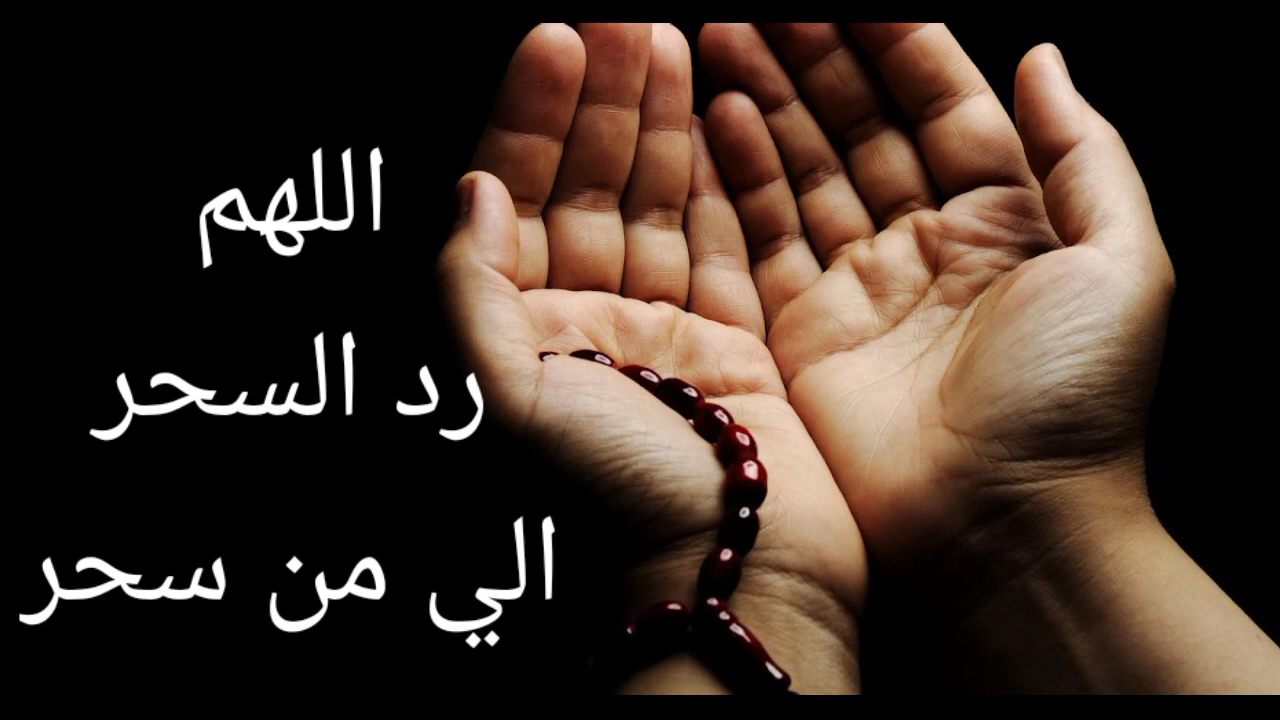 اللهم
رد السحر
الي من سحر